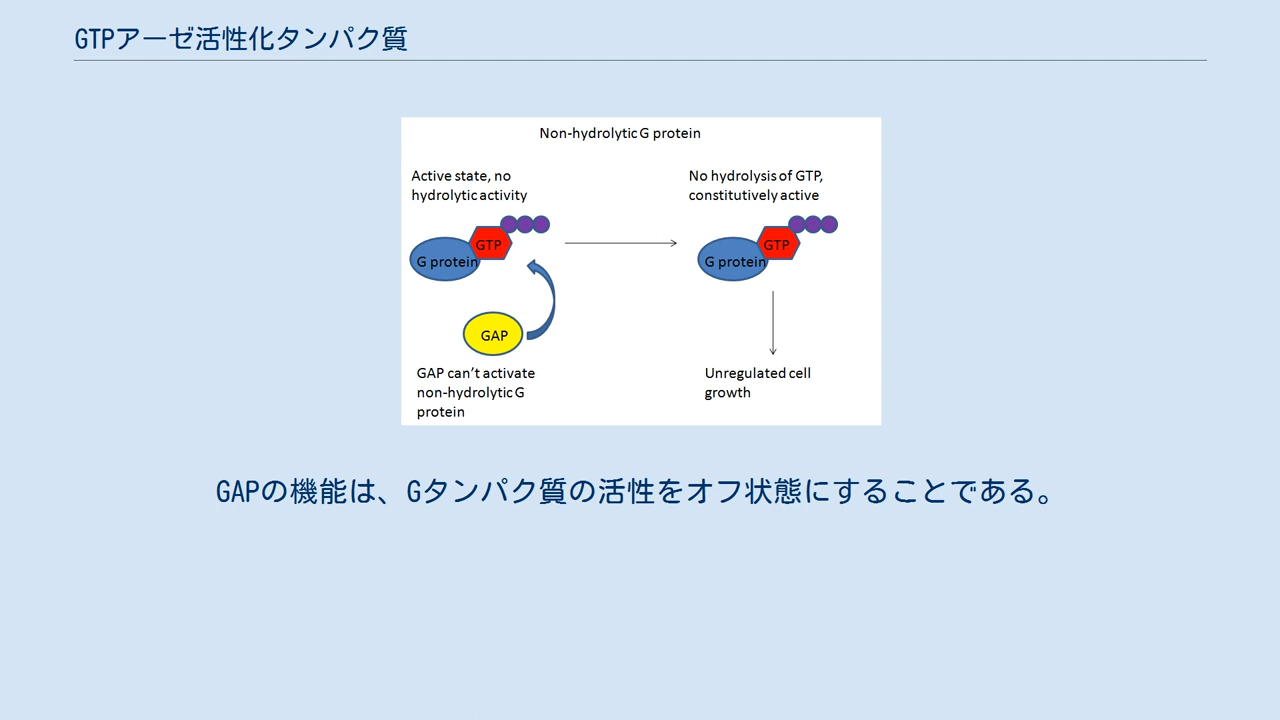 GTPアーゼ活性化タンパク質
Non-hydrolytic G protein
Active state, no
hydrolytic activity
No hydrolysis of GTP,
constitutively active
GTP
G protein
GTP
G protein
GAP
GAP can't activate
non-hydrolytic G
protein
Unregulated cell
growth
GAPの機能は、Gタンパク質の活性をオフ状態にすることである。